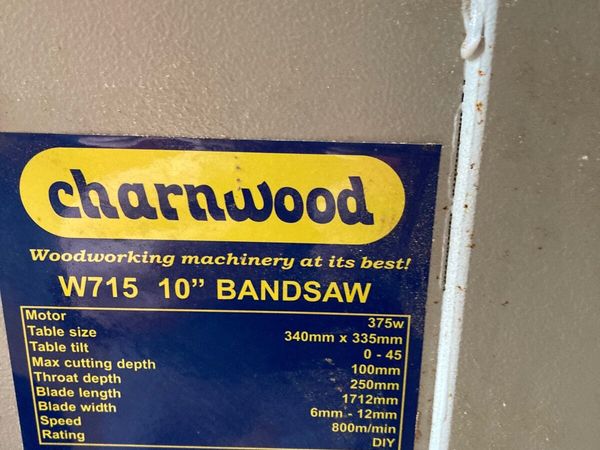 charnwood
Woodworking machinery at its best!
W715 10” BANDSAW
Motor 375w
Table size 340mm x 335mm
Table tilt 0 - 45
Max cutting depth 100mm
Throat depth 250mm
Blade length 1712mm
Blade width 6mm - 12mm
Speed 800m/min
Rating DIY